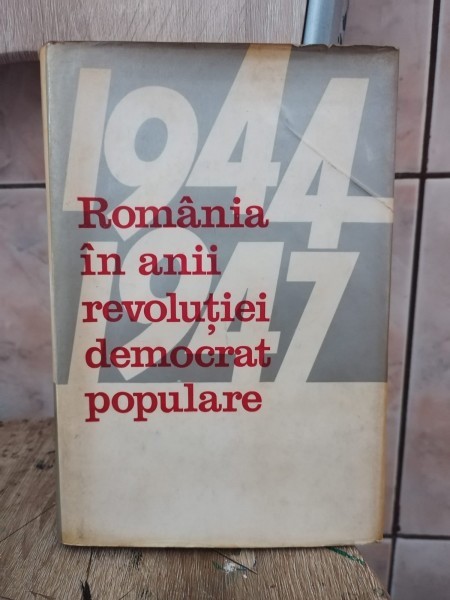 1944
România
în anii
1947
revoluției
democrat
populare